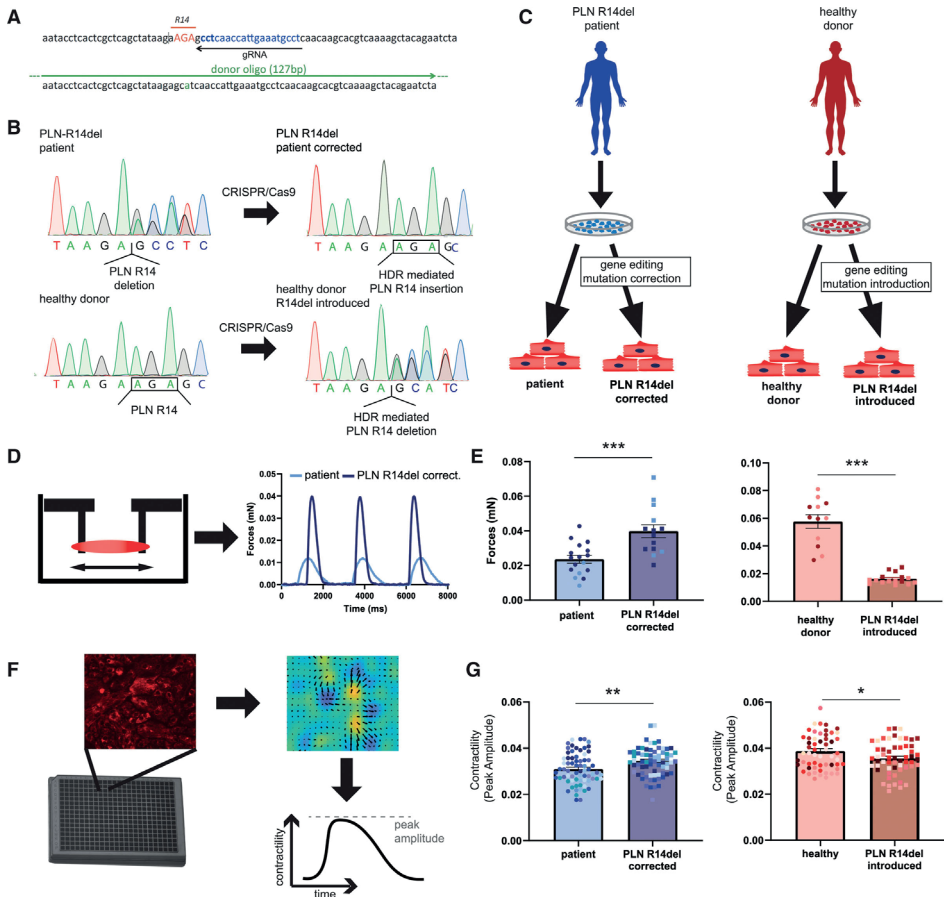 A
R14
aatacctcactcgctcagctataagaAGAgcctcaaccattgaaatgcctcaacaagcacgtcaaaagctacagaatcta
gRNA
donor oligo (127bp)
aatacctcactcgctcagctataagagcatcaaccattgaaatgcctcaacaagcacgtcaaaagctacagaatcta
B
PLN-R14del
patient
CRISPR/Cas9
PLN R14del
patient corrected
T A A G A G C C T C
PLN R14
deletion
T A A G A A G A G C
HDR mediated
PLN R14 insertion
healthy donor
CRISPR/Cas9
healthy donor
R14del introduced
T A A G A A G A G C
PLN R14
T A A G A G C A T C
HDR mediated
PLN R14 deletion
C
PLN R14del
patient
healthy
donor
gene editing
mutation correction
gene editing
mutation introduction
patient
PLN R14del
corrected
healthy
donor
PLN R14del
introduced
D
patient
PLN R14del correct.
Forces (mN)
0.05
0.04
0.03
0.02
0.01
0.00
0 2000 4000 6000 8000
Time (ms)
E
Forces (mN)
0.08
0.06
0.04
0.02
0.00
***
patient
PLN R14del
corrected
0.10
0.08
0.06
0.04
0.02
0.00
***
healthy
donor
PLN R14del
introduced
F
contractility
time
peak
amplitude
G
Contractility
(Peak Amplitude)
0.06
0.04
0.02
0.00
**
patient
PLN R14del
corrected
Contractility
(Peak Amplitude)
0.06
0.04
0.02
0.00
*
healthy
PLN R14del
introduced